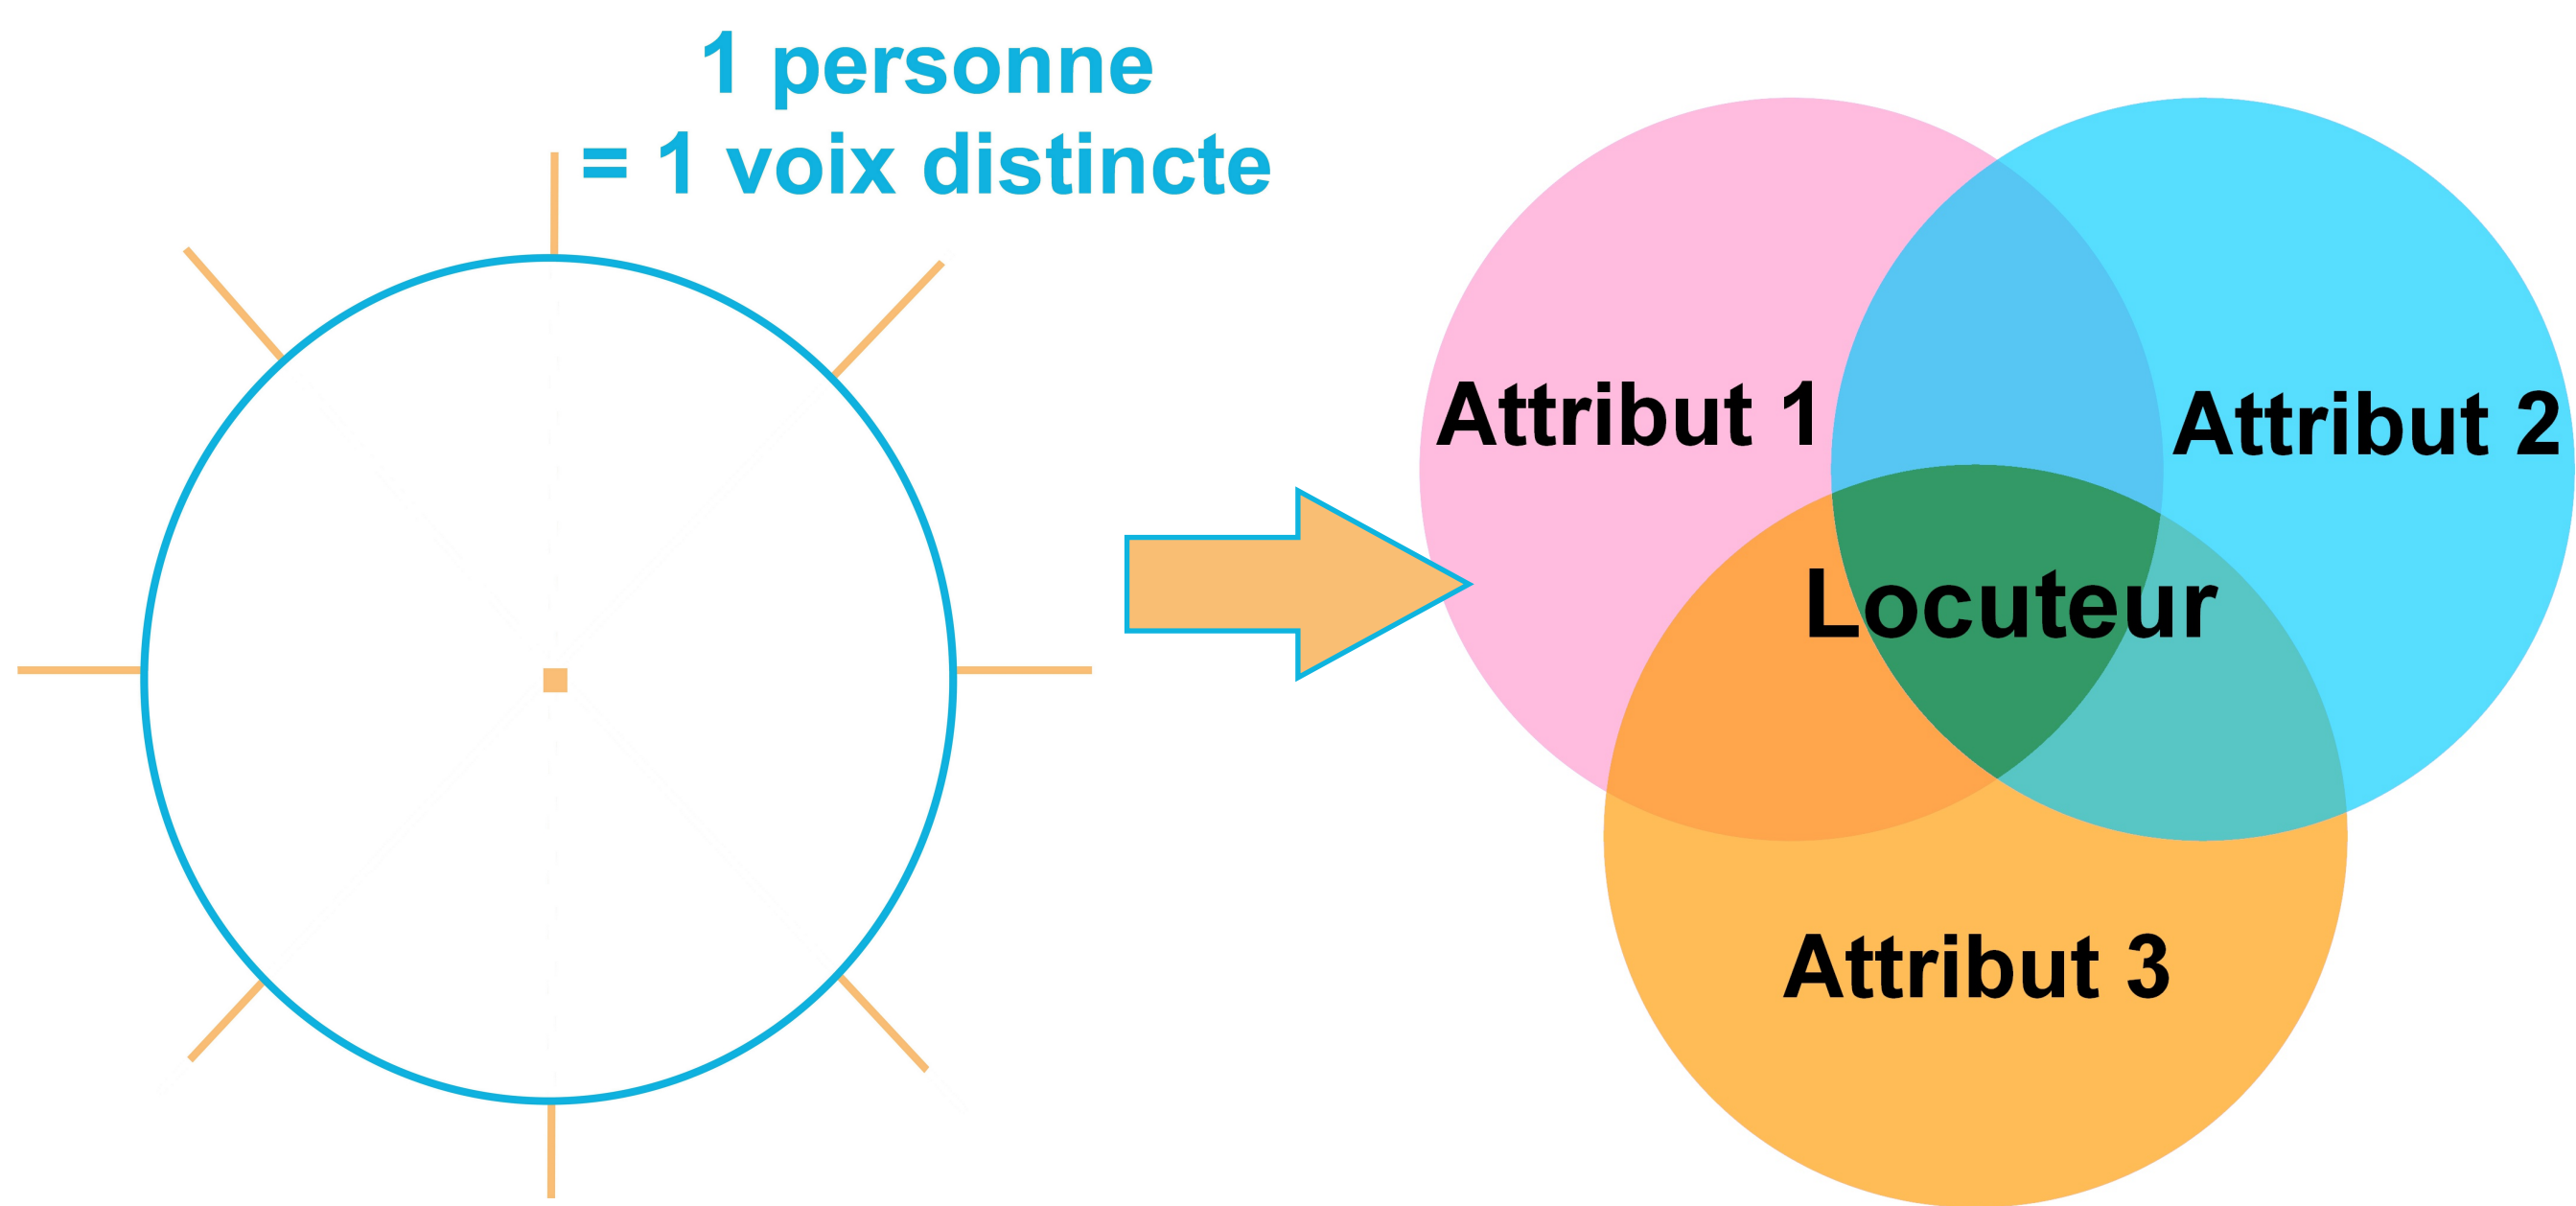 1 personne
= 1 voix distincte
Attribut 1
Attribut 2
Locuteur
Attribut 3